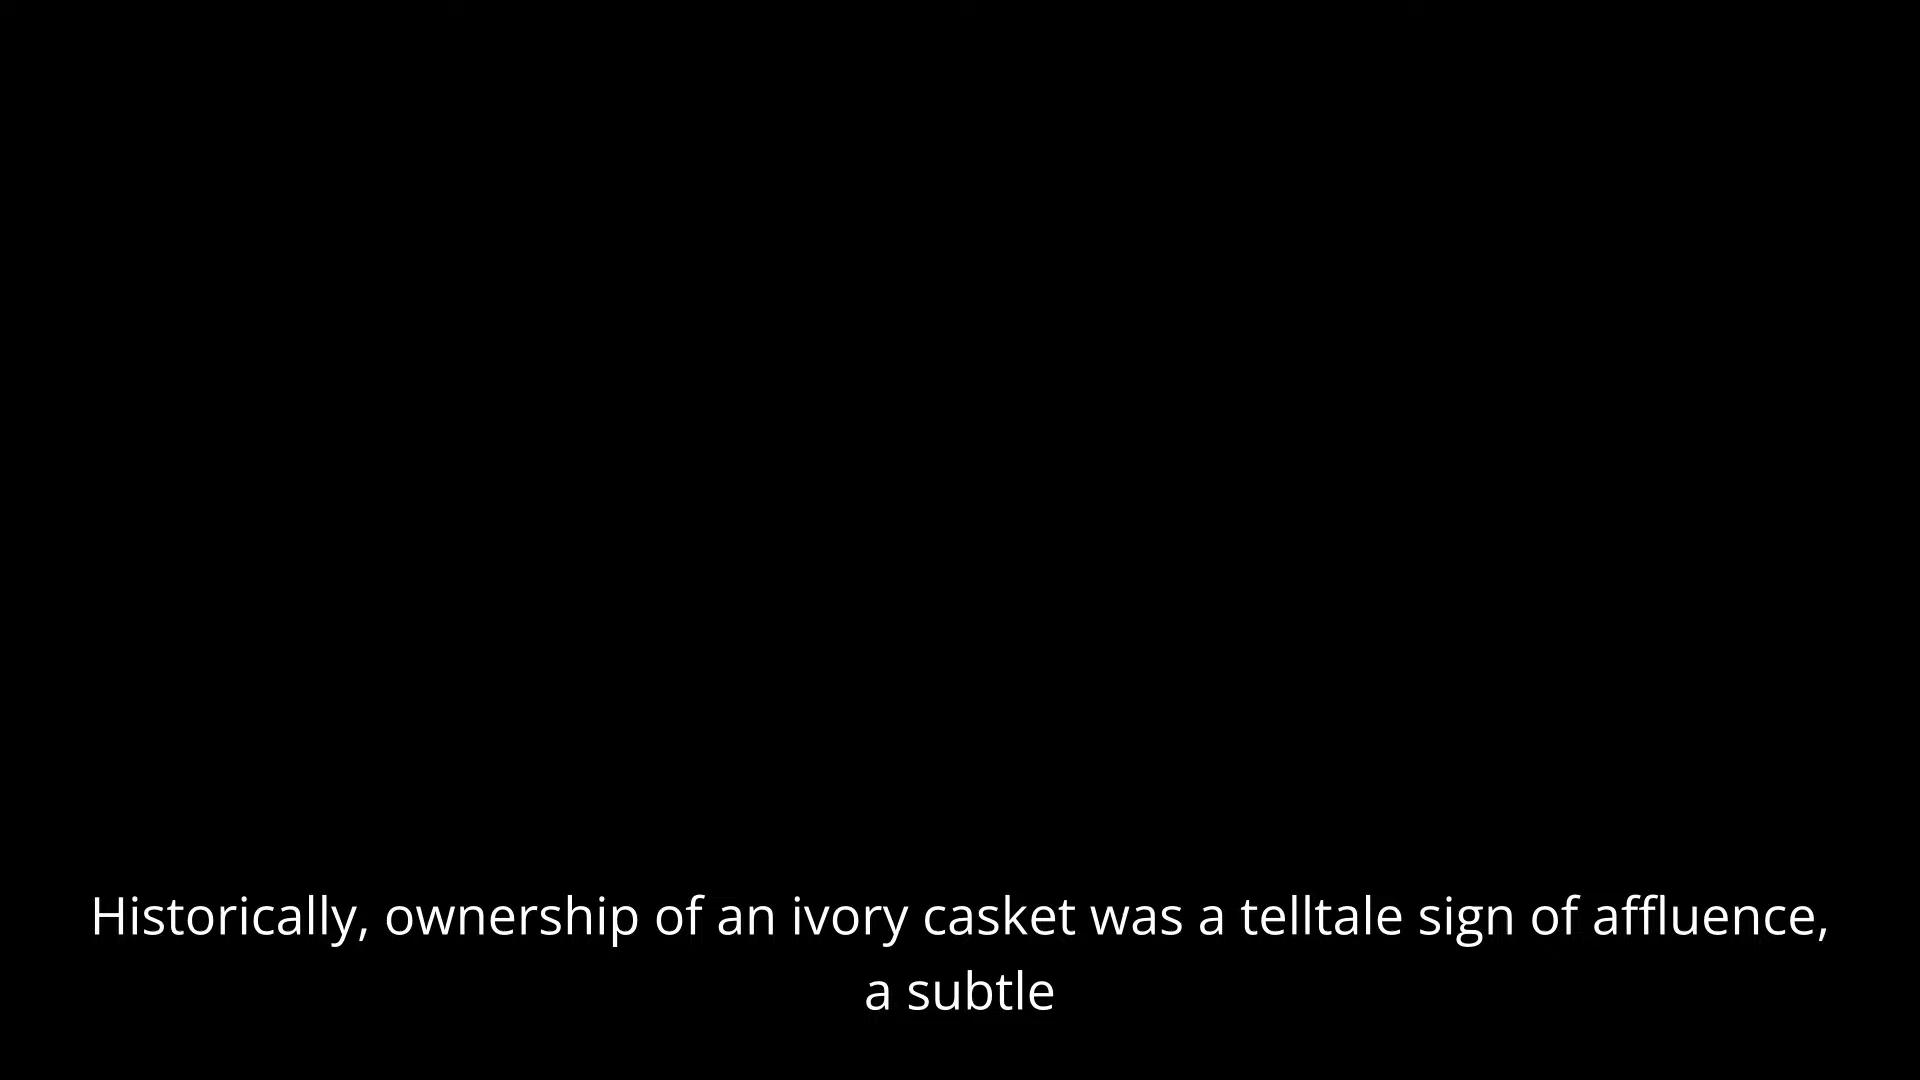 Historically, ownership of an ivory casket was a telltale sign of affluence,
a subtle